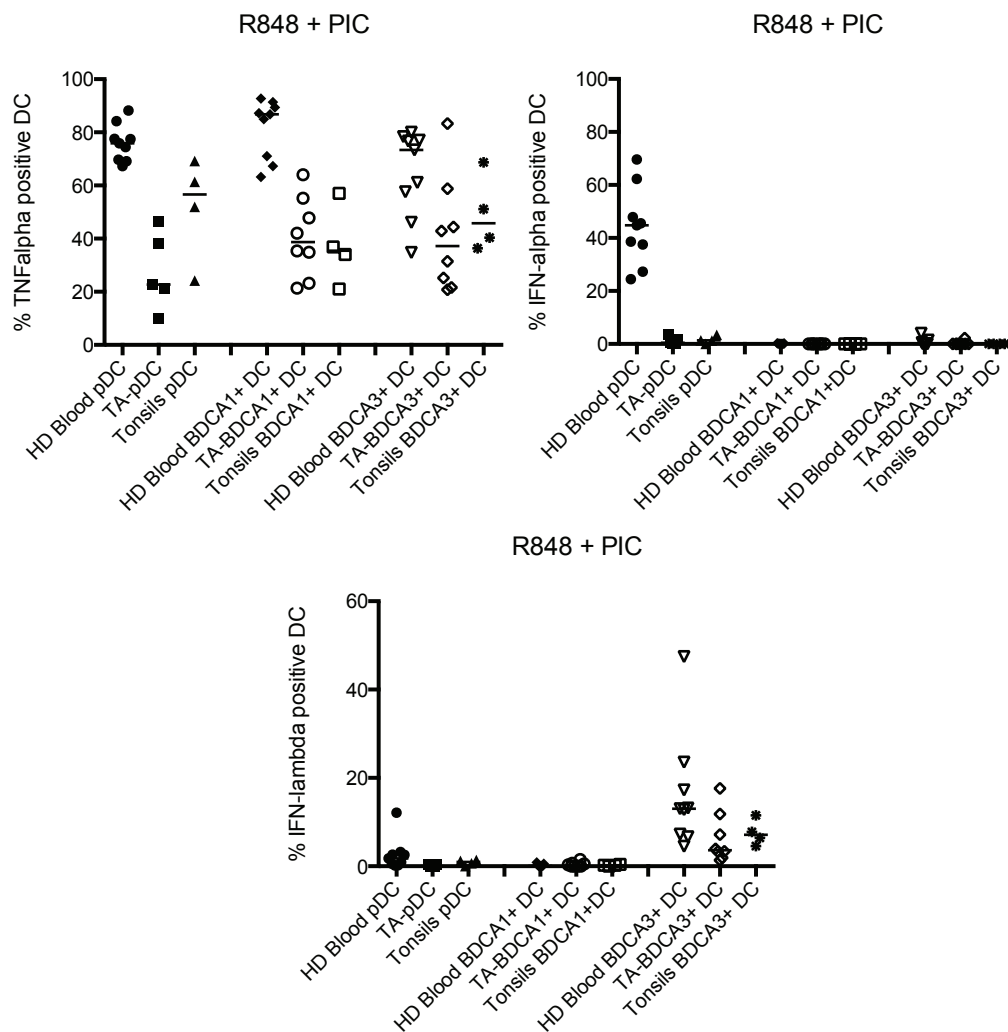 R848 + PIC
% TNFalpha positive DC
100
80
60
40
20
0
HD Blood pDC
TA-pDC
Tonsils pDC
HD Blood BDCA1+ DC
TA-BDCA1+ DC
Tonsils BDCA1+ DC
HD Blood BDCA3+ DC
TA-BDCA3+ DC
Tonsils BDCA3+ DC
R848 + PIC
% IFN-alpha positive DC
100
80
60
40
20
0
HD Blood pDC
TA-pDC
Tonsils pDC
HD Blood BDCA1+ DC
TA-BDCA1+ DC
Tonsils BDCA1+DC
HD Blood BDCA3+ DC
TA-BDCA3+ DC
Tonsils BDCA3+ DC
R848 + PIC
% IFN-lambda positive DC
60
40
20
0
HD Blood pDC
TA-pDC
Tonsils pDC
HD Blood BDCA1+ DC
TA-BDCA1+ DC
Tonsils BDCA1+DC
HD Blood BDCA3+ DC
TA-BDCA3+ DC
Tonsils BDCA3+ DC